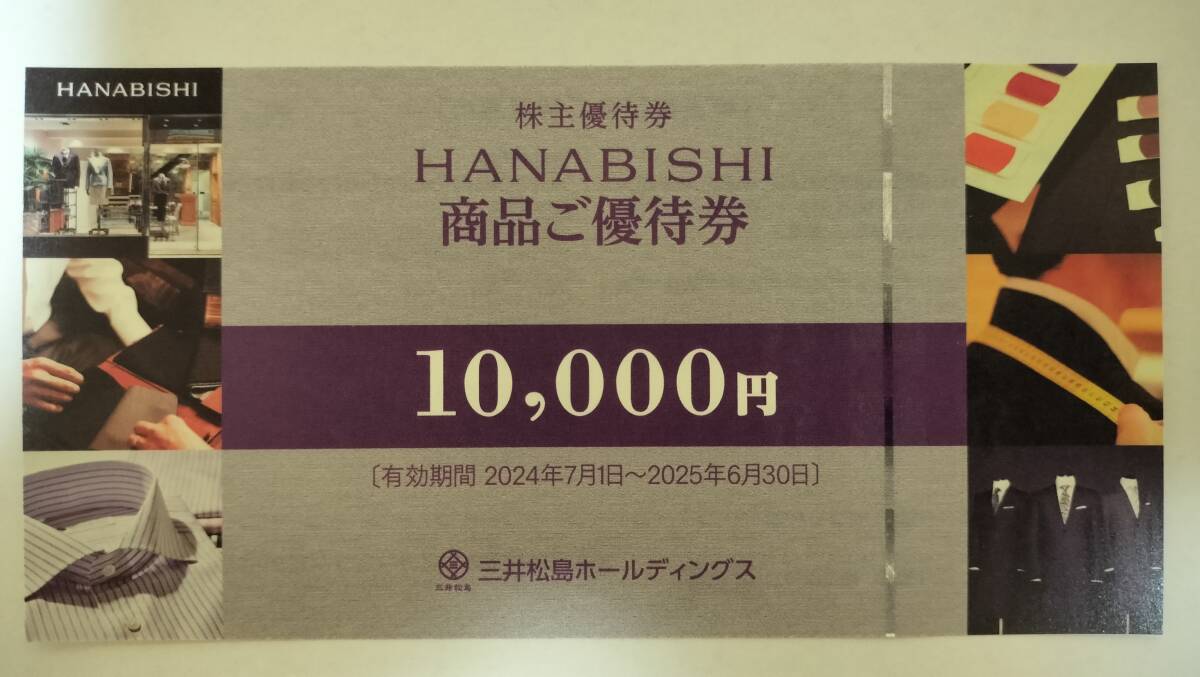 HANABISHI
株主優待券
HANABISHI
商品ご優待券
10,000円
〔有効期間 2024年7月1日～2025年6月30日〕
三井松島
三井松島ホールディングス